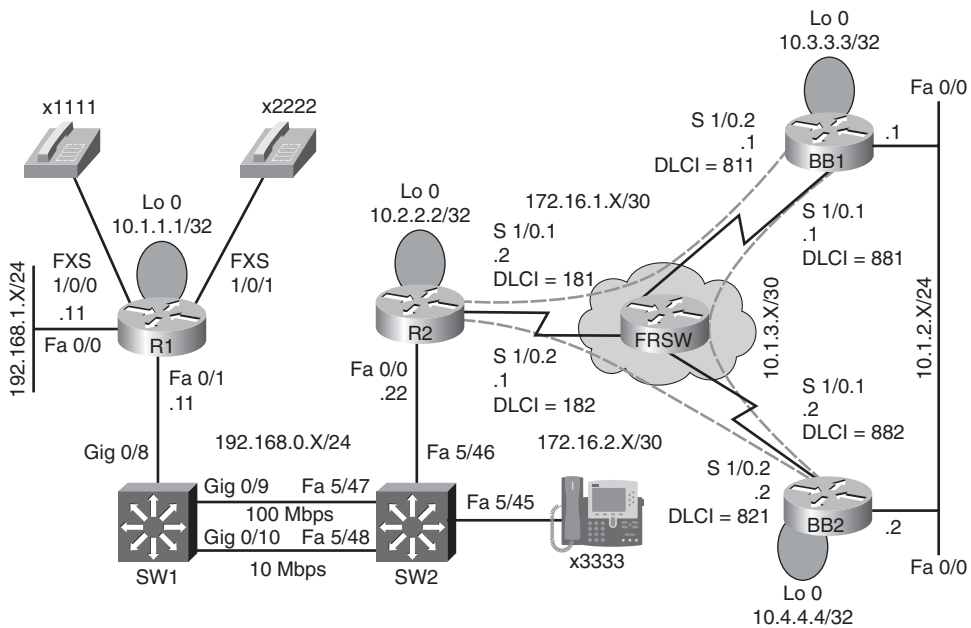 Lo 0
10.3.3.3/32
Fa 0/0
x1111
x2222
S 1/0.2
.1
DLCI = 811
BB1
.1
Lo 0
10.1.1.1/32
Lo 0
10.2.2.2/32
172.16.1.X/30
S 1/0.1
.2
DLCI = 181
S 1/0.1
.1
DLCI = 881
FXS
1/0/0
FXS
1/0/1
192.168.1.X/24
.11
Fa 0/0
R1
R2
FRSW
10.1.3.X/30
10.1.2.X/24
Fa 0/1
.11
Fa 0/0
.22
S 1/0.2
.1
DLCI = 182
S 1/0.1
.2
DLCI = 882
Gig 0/8
192.168.0.X/24
Fa 5/46
172.16.2.X/30
S 1/0.2
.2
DLCI = 821
BB2
.2
Gig 0/9
Fa 5/47
100 Mbps
Gig 0/10
Fa 5/48
10 Mbps
Fa 5/45
SW1
SW2
x3333
Fa 0/0
Lo 0
10.4.4.4/32